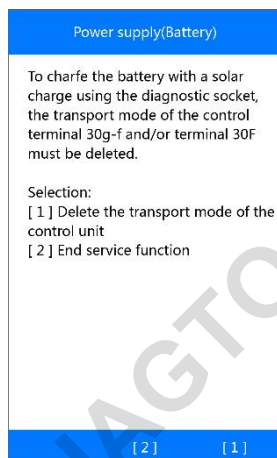 Power supply(Battery)
To charfe the battery with a solar
charge using the diagnostic socket,
the transport mode of the control
terminal 30g-f and/or terminal 30F
must be deleted.
Selection:
[ 1 ] Delete the transport mode of the
control unit
[ 2 ] End service function
[ 2 ] [ 1 ]